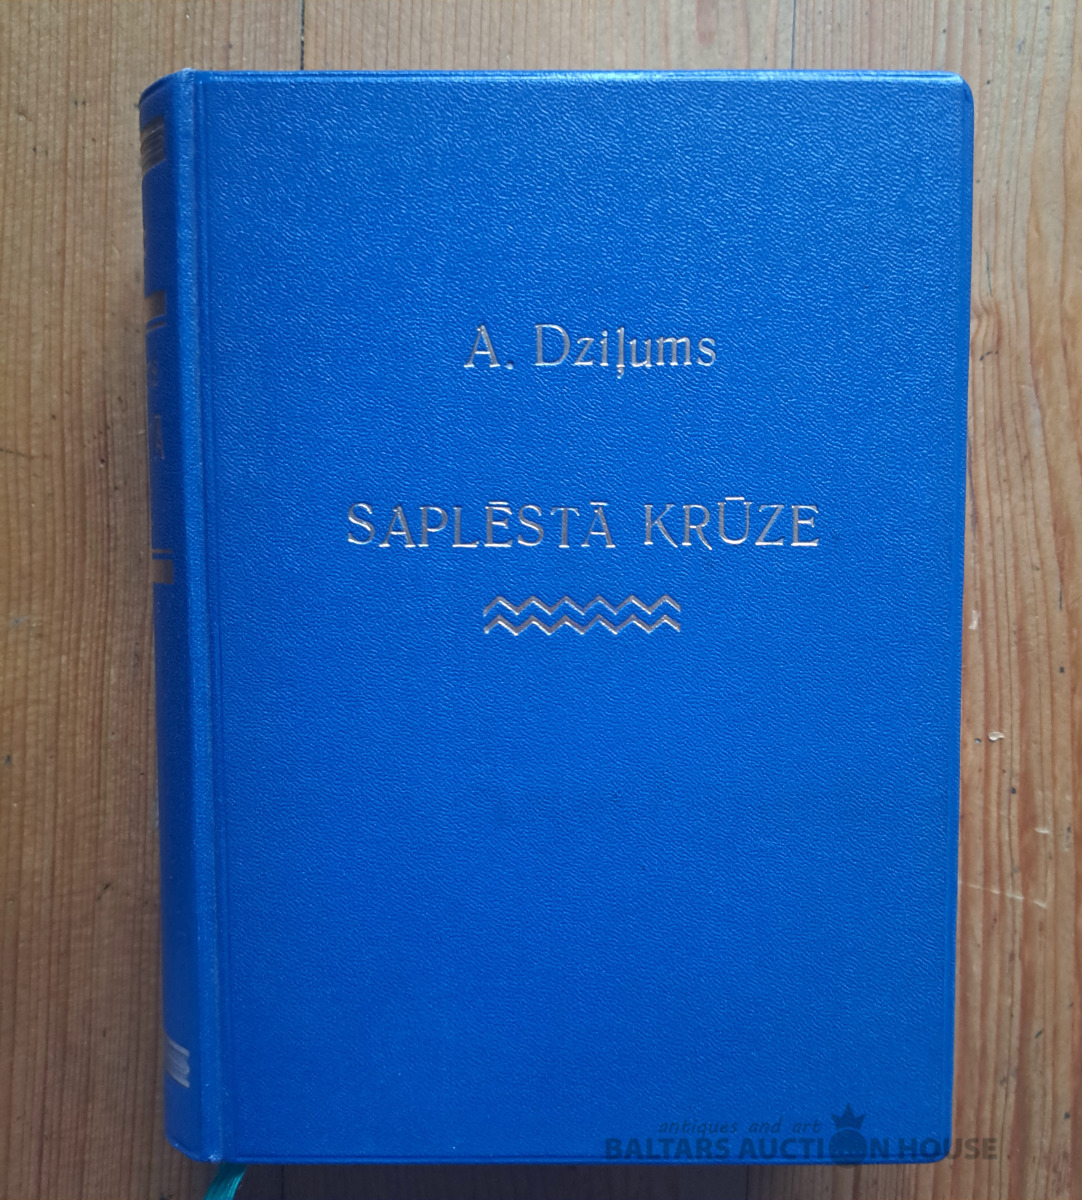 A. Dziļums
SAPLĒSTĀ KRŪZE
antiques and art
BALTARS AUCTION HOUSE